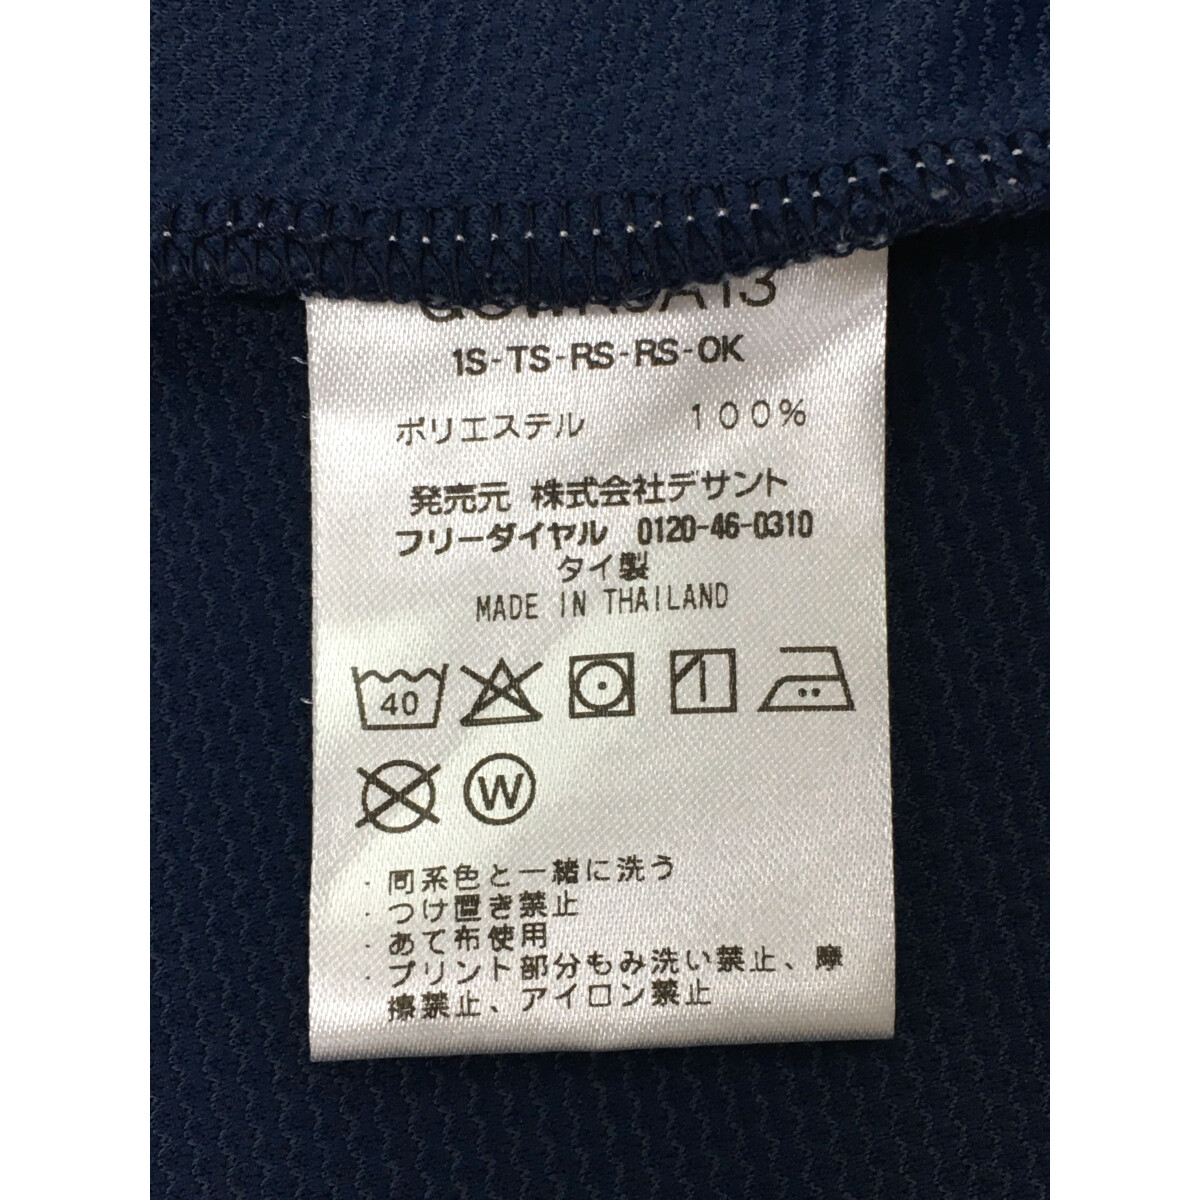 1S-TS-RS-RS-OK
ポリエステル 100%
発売元 株式会社デサント
フリーダイヤル 0120-46-0310
タイ製
MADE IN THAILAND
40
W
・同系色と一緒に洗う
・つけ置き禁止
・あて布使用
・プリント部分もみ洗い禁止、摩
擦禁止、アイロン禁止